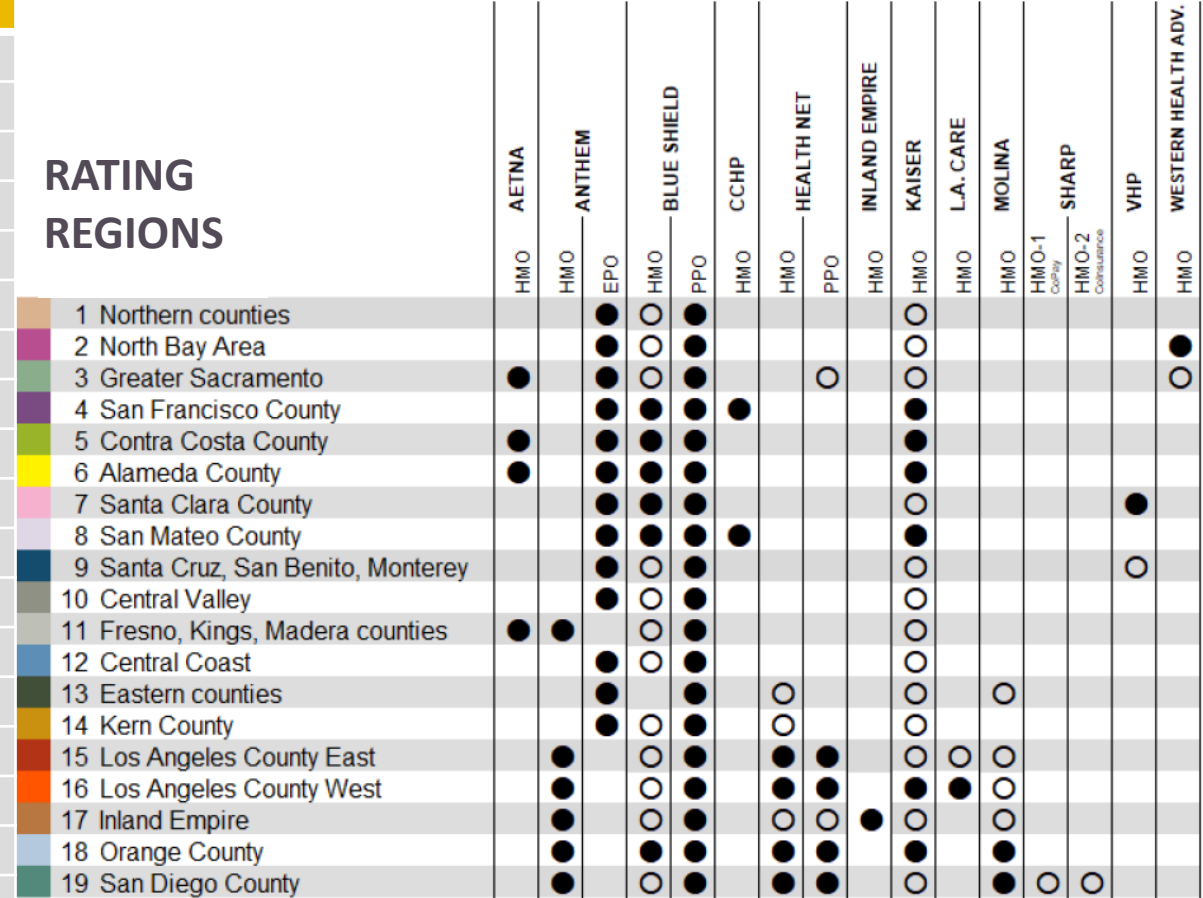 RATING
REGIONS
AETNA
ANTHEM
BLUE SHIELD
CCHP
HEALTH NET
INLAND EMPIRE
KAISER
L.A. CARE
MOLINA
SHARP
VHP
WESTERN HEALTH ADV.
HMO
HMO
EPO
HMO
PPO
HMO
HMO
PPO
HMO
HMO
HMO
HMO
HMO-1
CoPay
HMO-2
Coinsurance
HMO
HMO
1 Northern counties
2 North Bay Area
3 Greater Sacramento
4 San Francisco County
5 Contra Costa County
6 Alameda County
7 Santa Clara County
8 San Mateo County
9 Santa Cruz, San Benito, Monterey
10 Central Valley
11 Fresno, Kings, Madera counties
12 Central Coast
13 Eastern counties
14 Kern County
15 Los Angeles County East
16 Los Angeles County West
17 Inland Empire
18 Orange County
19 San Diego County